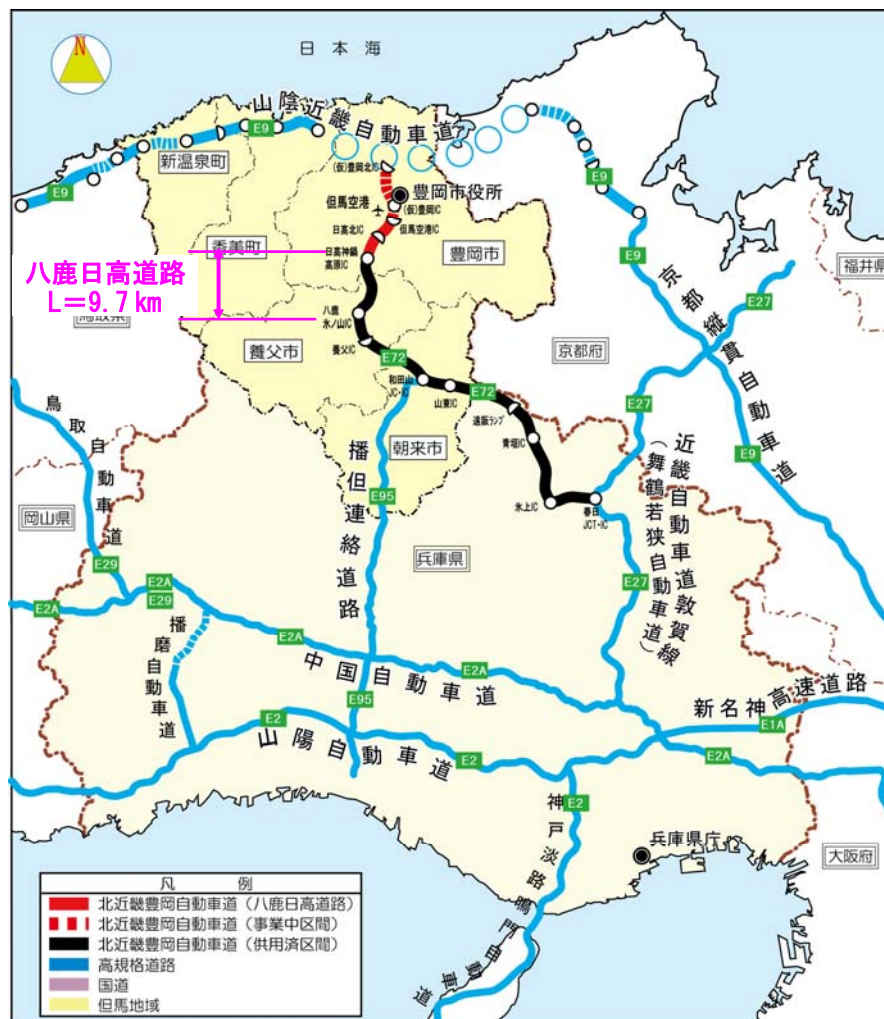 N
日本海
山陰近畿自動車道
E9
E9
新温泉町
(仮)豊岡北IC
豊岡市役所
但馬空港
(仮)豊岡IC
但馬空港IC
日高北IC
香美町
日高神鍋
高原IC
豊岡市
E9
E9
福井県
八鹿日高道路
L=9.7km
鳥取県
八鹿
氷ノ山IC
養父市
養父IC
E72
京都府
京都縦貫自動車道
E27
和田山
JC・IC
山東IC
E72
遠阪ランプ
青垣IC
E27
E9
鳥取自動車道
朝来市
播但連絡道路
E95
氷上IC
春日
JCT・IC
近畿自動車道敦賀線
(舞鶴若狭自動車道)
岡山県
兵庫県
E29
E2A
E2A
E29
E27
播磨自動車道
E2A
中国自動車道
E2A
E95
新名神高速道路
E1A
E2
山陽自動車道
E2
E2A
E2
神戸淡路鳴門自動車道
兵庫県庁
大阪府
凡例
北近畿豊岡自動車道(八鹿日高道路)
北近畿豊岡自動車道(事業中区間)
北近畿豊岡自動車道(供用済区間)
高規格道路
国道
但馬地域